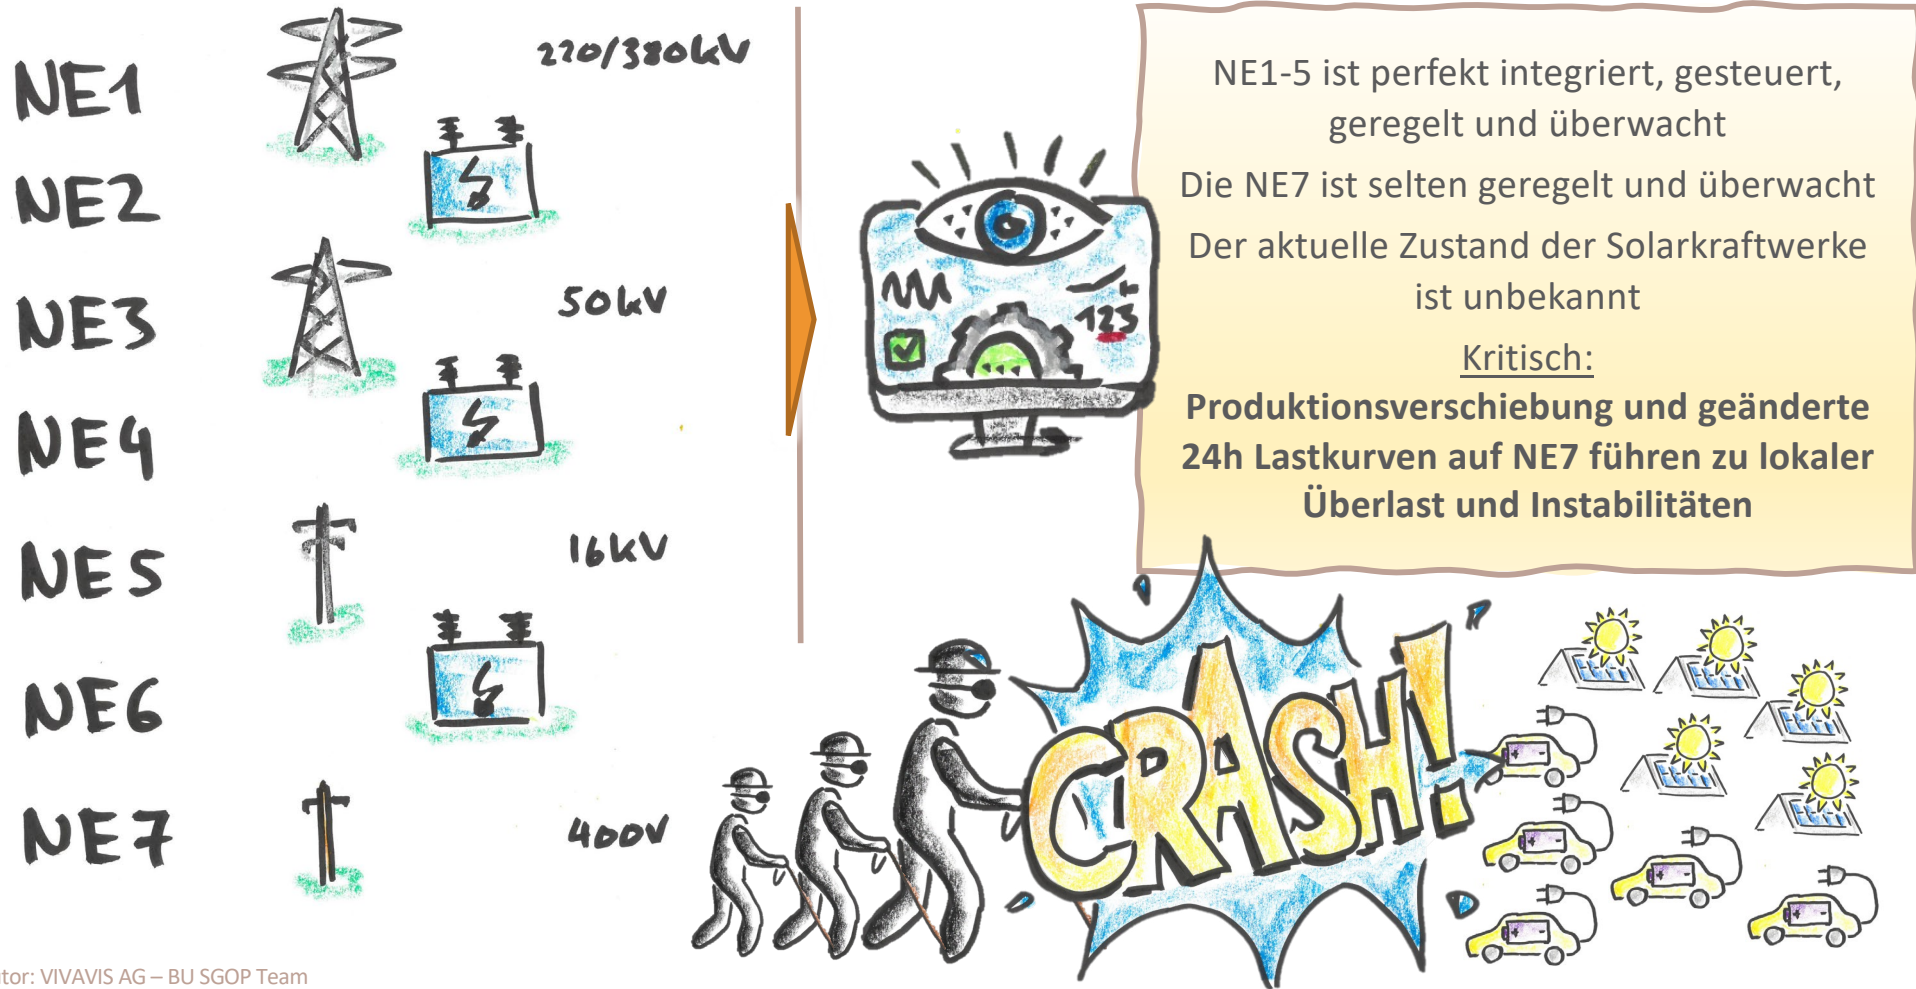 NE1
220/380kV
NE2
NE3
50kV
NE4
NE5
16kV
NE6
NE7
400V
123
NE1-5 ist perfekt integriert, gesteuert,
geregelt und überwacht
Die NE7 ist selten geregelt und überwacht
Der aktuelle Zustand der Solarkraftwerke
ist unbekannt
Kritisch:
Produktionsverschiebung und geänderte
24h Lastkurven auf NE7 führen zu lokaler
Überlast und Instabilitäten
CRASH!
tor: VIVAVIS AG – BU SGOP Team